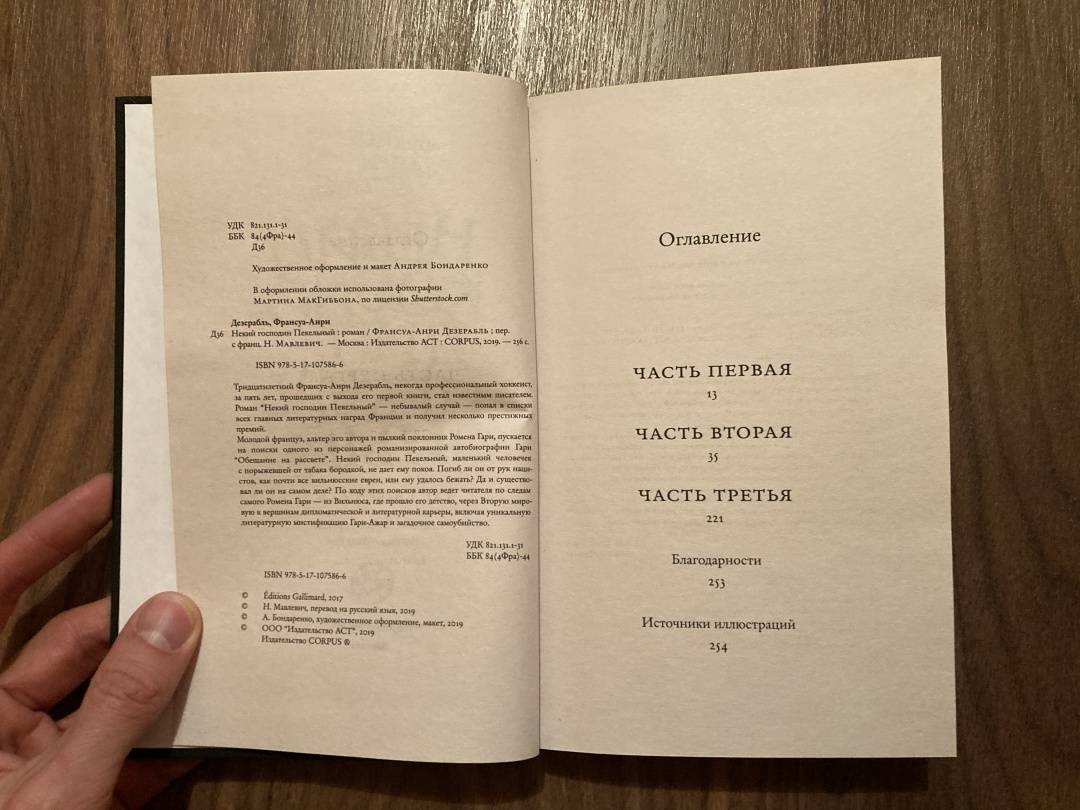 УДК 821.131.1-31
ББК 84(4Фра)-44
Д36
Художественное оформление и макет Андрея Бондаренко
В оформлении обложки использована фотографии
Мартина МакГиббона, по лицензии Shutterstock.com
Дезерабль, Франсуа-Анри
Д36 Некий господин Пекельный : роман / Франсуа-Анри Дезерабль ; пер.
с франц. Н. Мавлевич. — Москва : Издательство АСТ : CORPUS, 2019. — 256 с.
ISBN 978-5-17-107586-6
Тридцатилетний Франсуа-Анри Дезерабль, некогда профессиональный хоккеист,
за пять лет, прошедших с выхода его первой книги, стал известным писателем.
Роман "Некий господин Пекельный" — небывалый случай — попал в списки
всех главных литературных наград Франции и получил несколько престижных
премий.
Молодой француз, альтер эго автора и пылкий поклонник Ромена Гари, пускается
на поиски одного из персонажей романизированной автобиографии Гари
"Обещание на рассвете". Некий господин Пекельный, маленький человечек
с порыжевшей от табака бородкой, не дает ему покоя. Погиб ли он от рук наци-
стов, как почти все вильнюсские евреи, или ему удалось бежать? Да и существо-
вал ли он на самом деле? По ходу этих поисков автор ведет читателя по следам
самого Ромена Гари — из Вильнюса, где прошло его детство, через Вторую миро-
вую к вершинам дипломатической и литературной карьеры, включая уникальную
литературную мистификацию Гари-Ажар и загадочное самоубийство.
УДК 821.131.1-31
ББК 84(4Фра)-44
ISBN 978-5-17-107586-6
© Éditions Gallimard, 2017
© Н. Мавлевич, перевод на русский язык, 2019
© А. Бондаренко, художественное оформление, макет, 2019
© ООО "Издательство АСТ", 2019
Издательство CORPUS ®
Оглавление
ЧАСТЬ ПЕРВАЯ
13
ЧАСТЬ ВТОРАЯ
35
ЧАСТЬ ТРЕТЬЯ
221
Благодарности
253
Источники иллюстраций
254